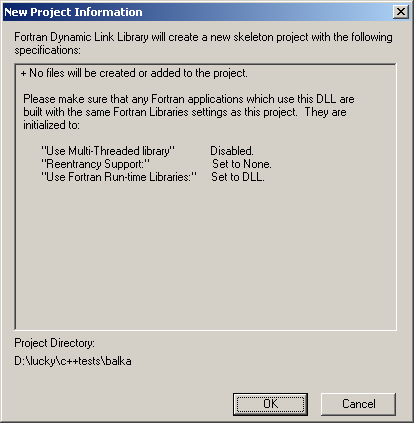 New Project Information
Fortran Dynamic Link Library will create a new skeleton project with the following
specifications:
+ No files will be created or added to the project.
Please make sure that any Fortran applications which use this DLL are
built with the same Fortran Libraries settings as this project.  They are
initialized to:
"Use Multi-Threaded library" Disabled.
"Reentrancy Support:" Set to None.
"Use Fortran Run-time Libraries:" Set to DLL.
Project Directory:
D:\lucky\c++tests\balka
OK Cancel